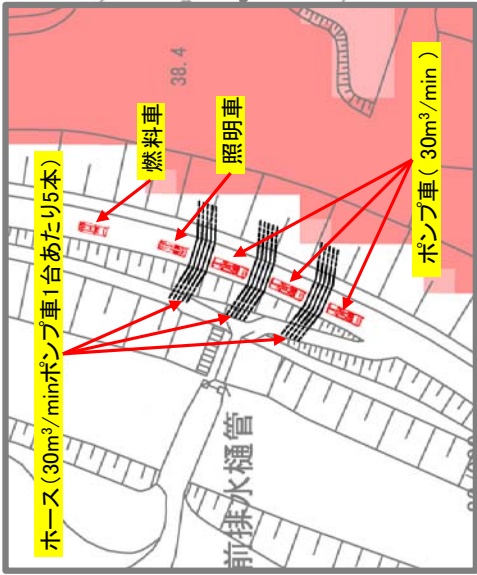 ホース(30m³/minポンプ車1台あたり5本)
燃料車
照明車
ポンプ車( 30m³/min )
38.4
前排水樋管